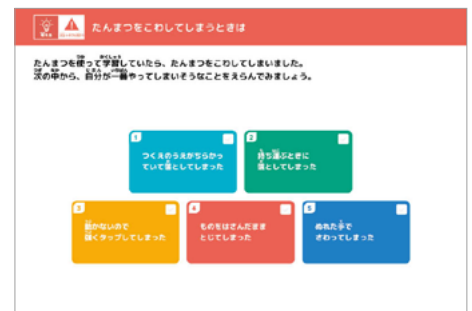 たんまつをこわしてしまうときは
たんまつを使って学習していたら、たんまつをこわしてしまいました。
次の中から、自分が一番やってしまいそうなことをえらんでみましょう。
1
つくえのうえがちらかっ
ていて落としてしまった
2
持ち運ぶときに
落としてしまった
3
動かないので
強くタップしてしまった
4
ものをはさんだまま
とじてしまった
5
ぬれた手で
さわってしまった